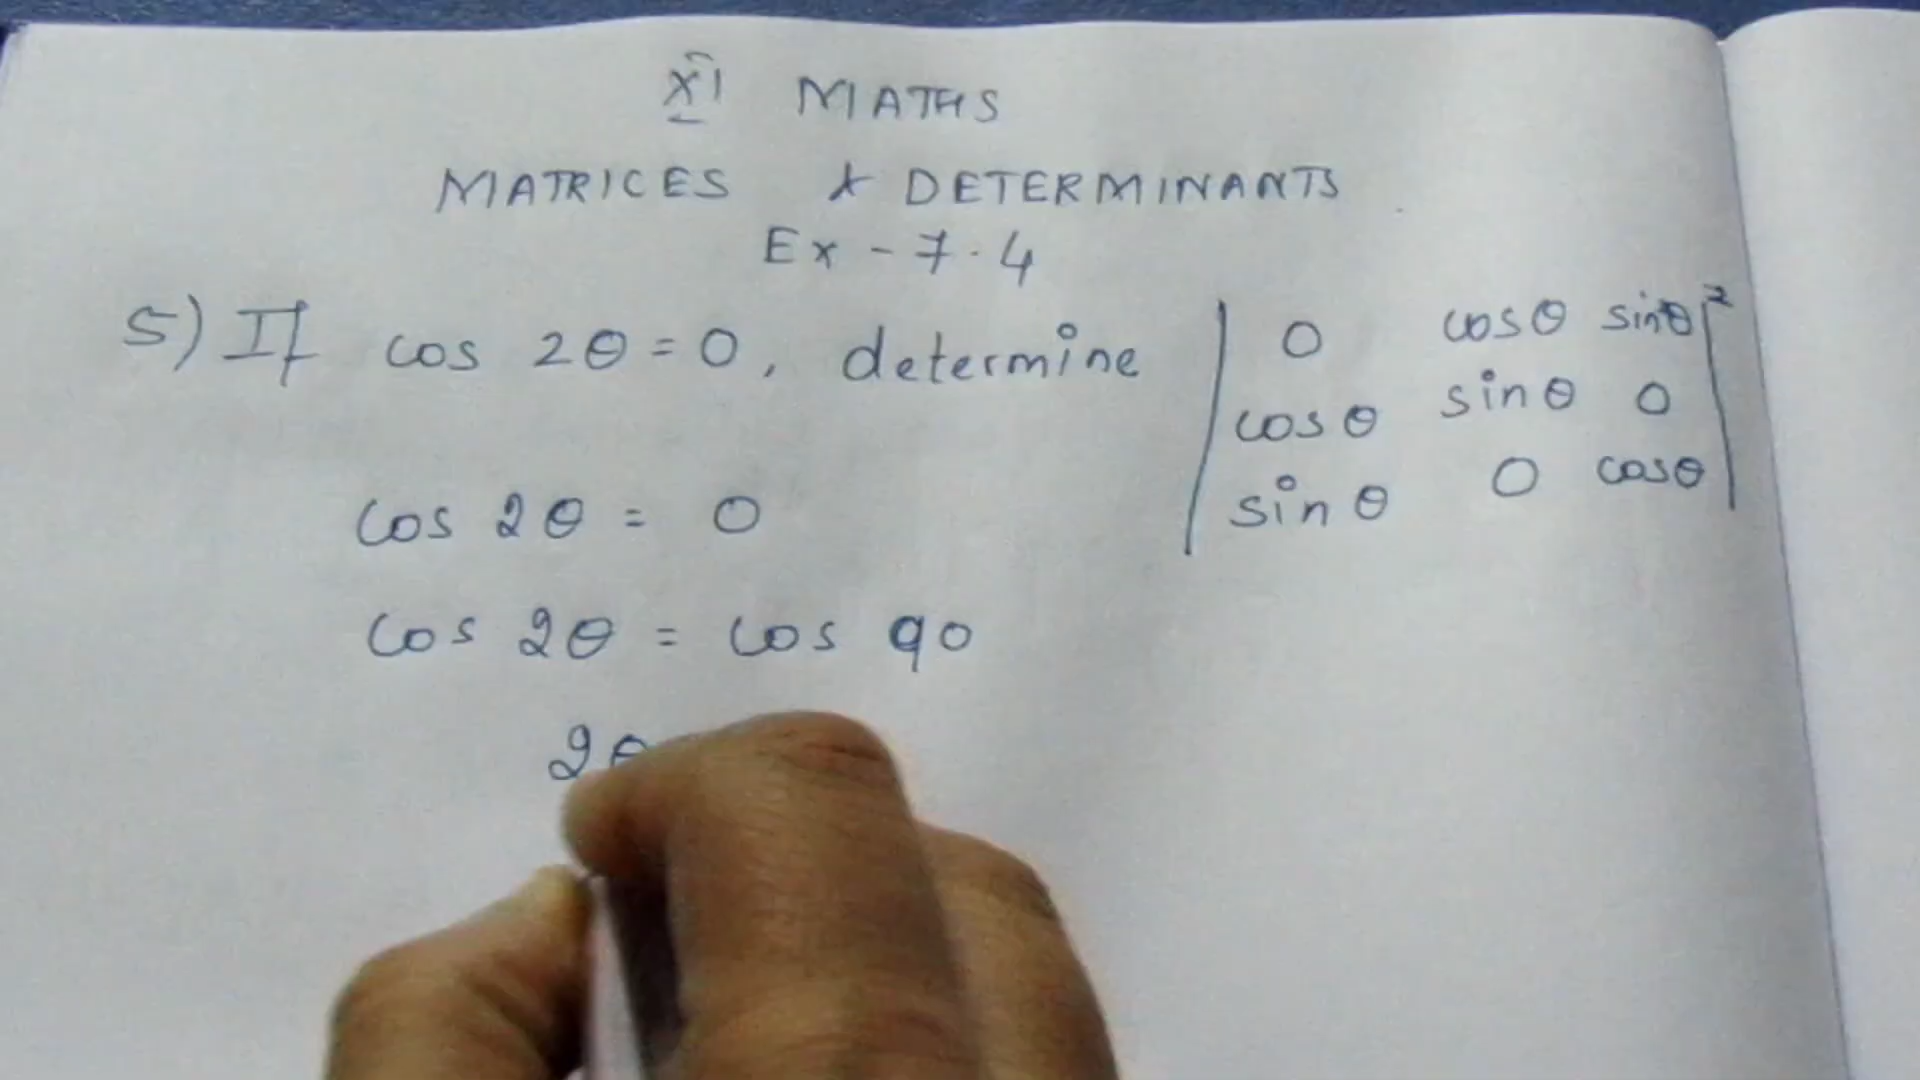 XI MATHS
MATRICES & DETERMINANTS
Ex - 7.4
5) If cos 2θ = 0, determine | 0 cosθ sinθ |²
cosθ sinθ 0
sinθ 0 cosθ
cos 2θ = 0
cos 2θ = cos 90
2θ